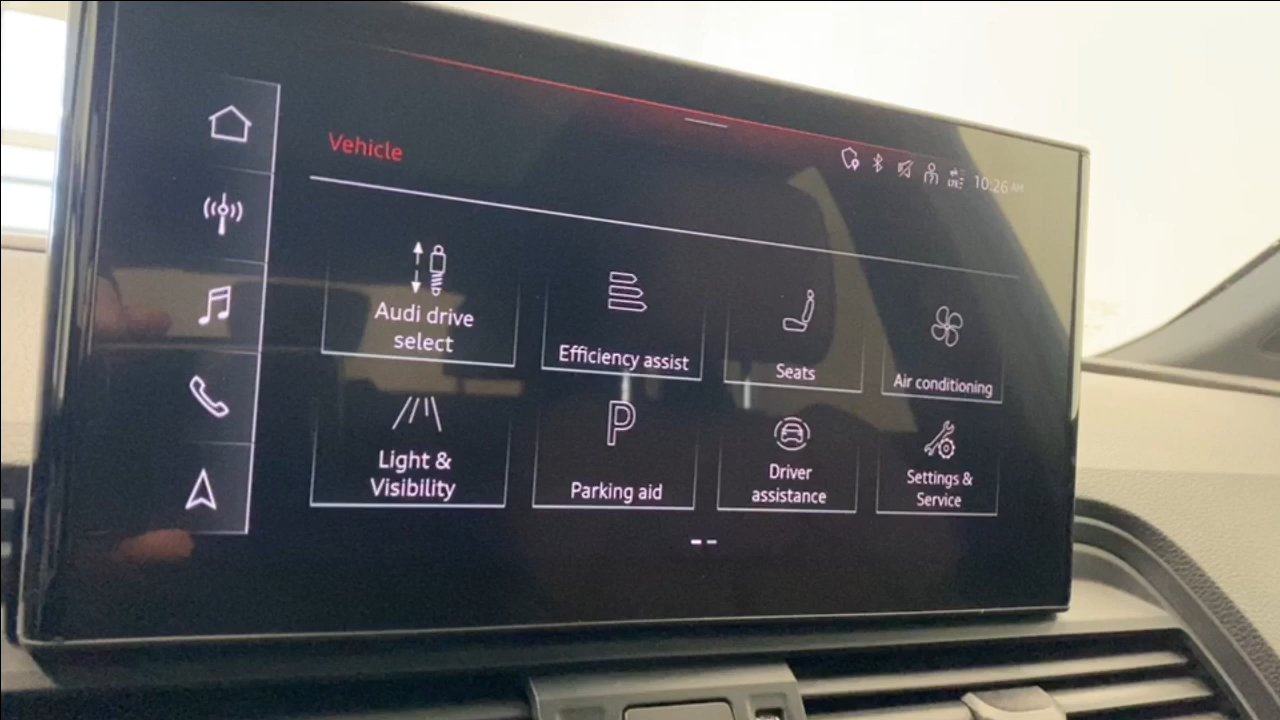 Vehicle
LTE
10:26 AM
Audi drive
select
Efficiency assist
Seats
Air conditioning
Light &
Visibility
P
Parking aid
Driver
assistance
Settings &
Service